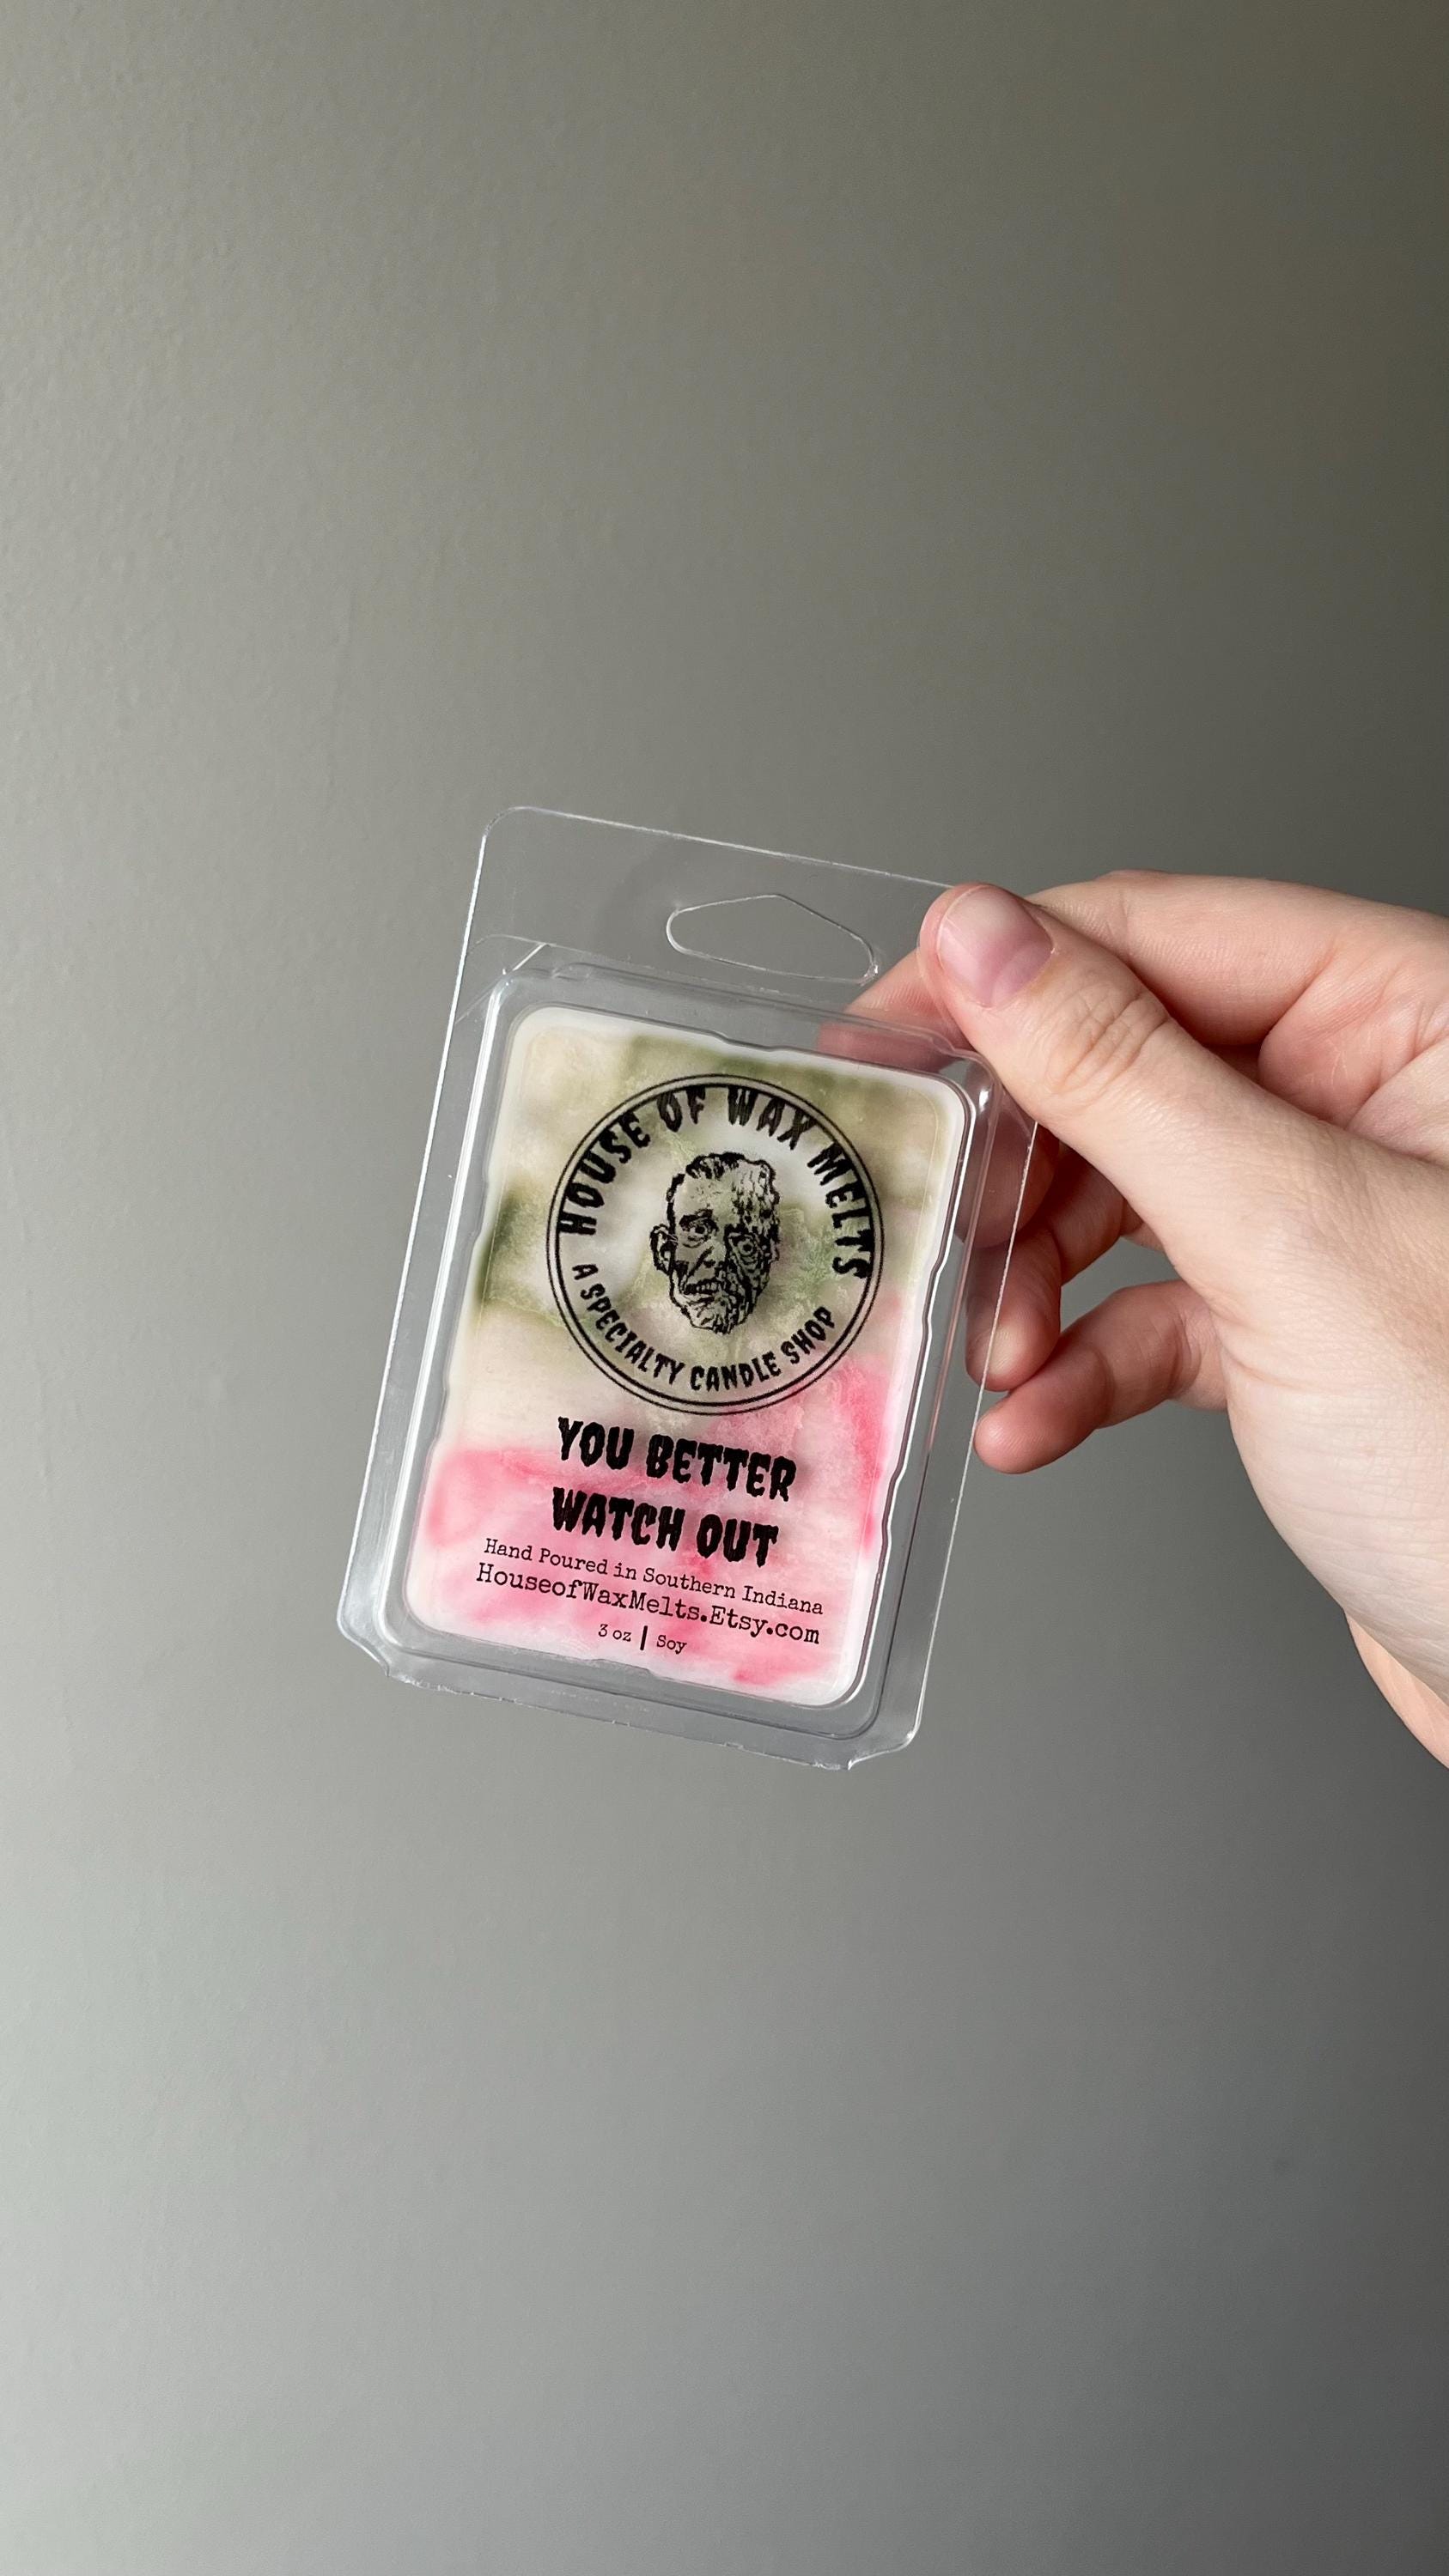 HOUSE OF WAX MELTS
A SPECIALTY CANDLE SHOP
YOU BETTER
WATCH OUT
Hand Poured in Southern Indiana
HouseofWaxMelts.Etsy.com
3 oz | Soy